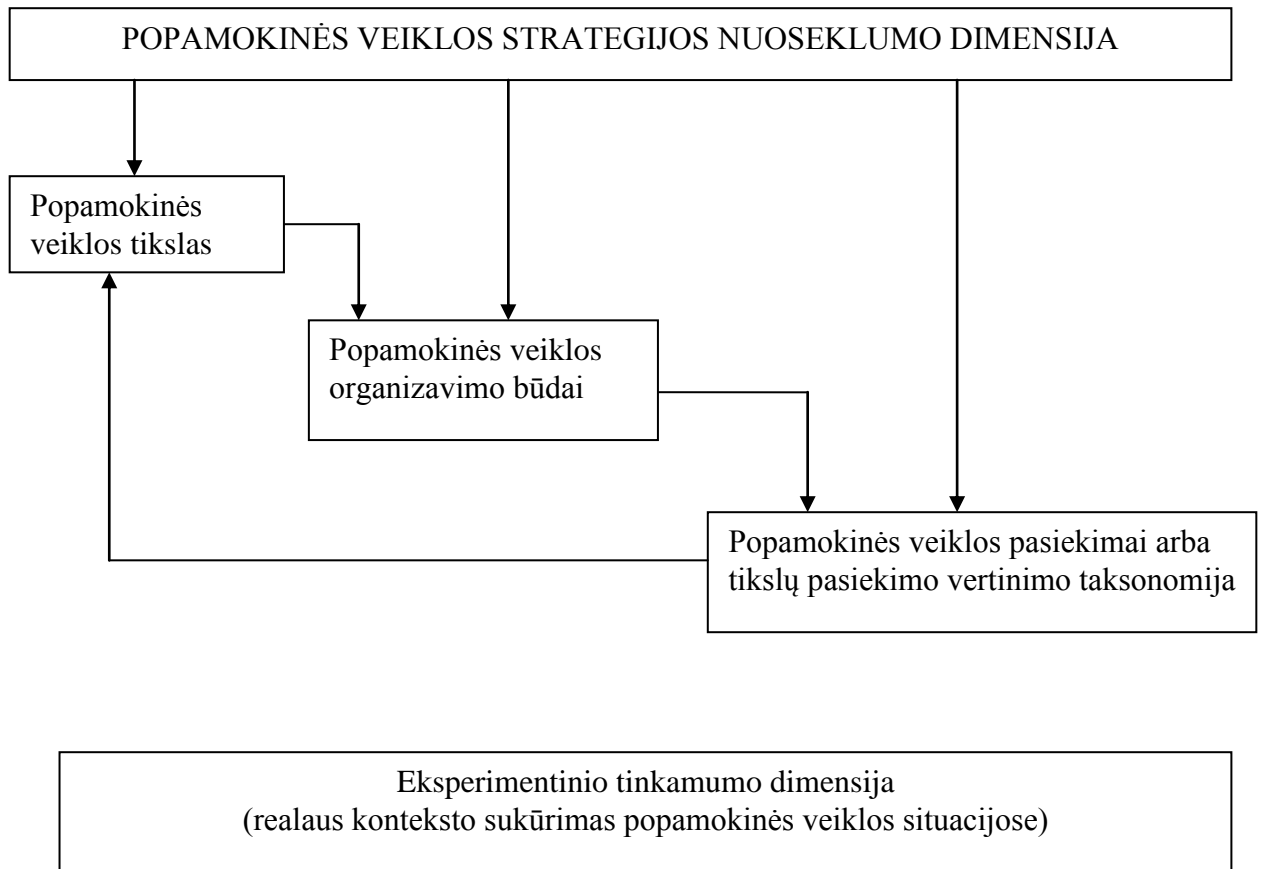 POPAMOKINĖS VEIKLOS STRATEGIJOS NUOSEKLUMO DIMENSIJA
Popamokinės
veiklos tikslas
Popamokinės veiklos
organizavimo būdai
Popamokinės veiklos pasiekimai arba
tikslų pasiekimo vertinimo taksonomija
Eksperimentinio tinkamumo dimensija
(realaus konteksto sukūrimas popamokinės veiklos situacijose)